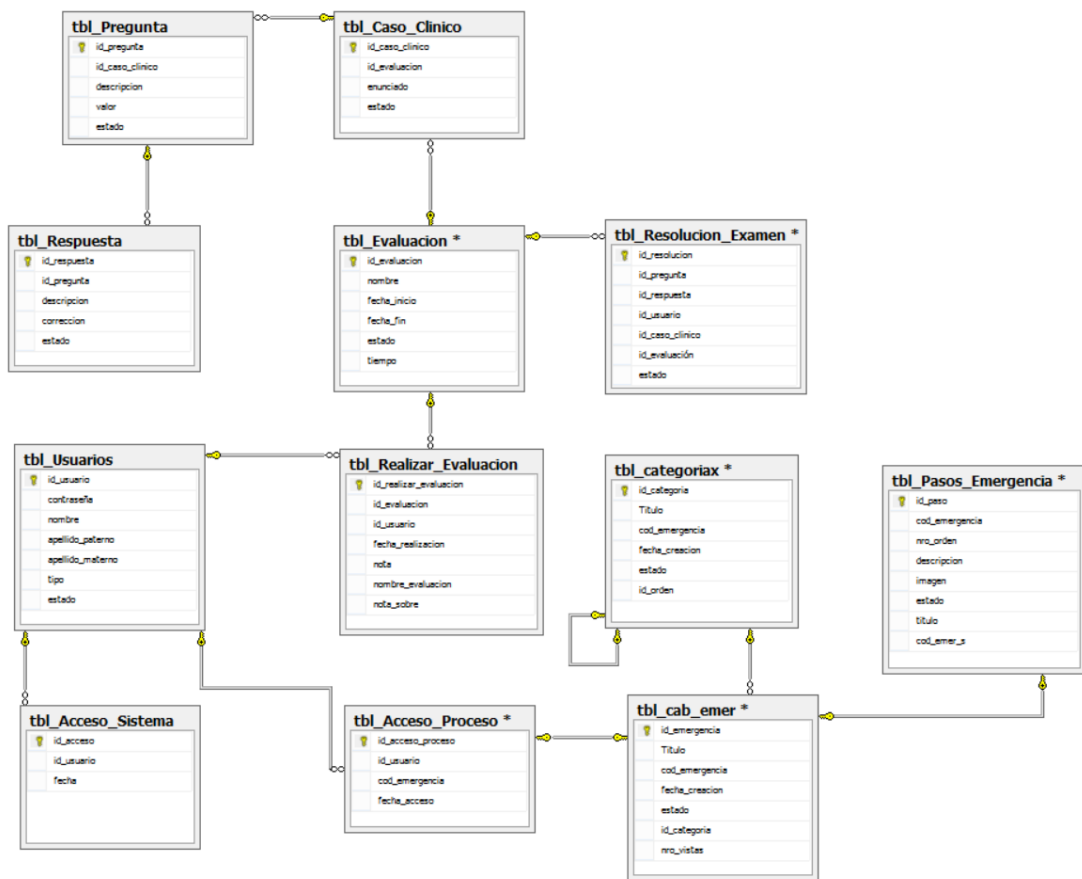 tbl_Pregunta
id_pregunta
id_caso_clinico
descripcion
valor
estado
tbl_Caso_Clinico
id_caso_clinico
id_evaluacion
enunciado
estado
tbl_Respuesta
id_respuesta
id_pregunta
descripcion
correccion
estado
tbl_Evaluacion *
id_evaluacion
nombre
fecha_inicio
fecha_fin
estado
tiempo
tbl_Resolucion_Examen *
id_resolucion
id_pregunta
id_respuesta
id_usuario
id_caso_clinico
id_evaluación
estado
tbl_Usuarios
id_usuario
contraseña
nombre
apellido_paterno
apellido_materno
tipo
estado
tbl_Realizar_Evaluacion
id_realizar_evaluacion
id_evaluacion
id_usuario
fecha_realizacion
nota
nombre_evaluacion
nota_sobre
tbl_categoriax *
id_categoria
Titulo
cod_emergencia
fecha_creacion
estado
id_orden
tbl_Pasos_Emergencia *
id_paso
cod_emergencia
nro_orden
descripcion
imagen
estado
titulo
cod_emer_s
tbl_Acceso_Sistema
id_acceso
id_usuario
fecha
tbl_Acceso_Proceso *
id_acceso_proceso
id_usuario
cod_emergencia
fecha_acceso
tbl_cab_emer *
id_emergencia
Titulo
cod_emergencia
fecha_creacion
estado
id_categoria
nro_vistas